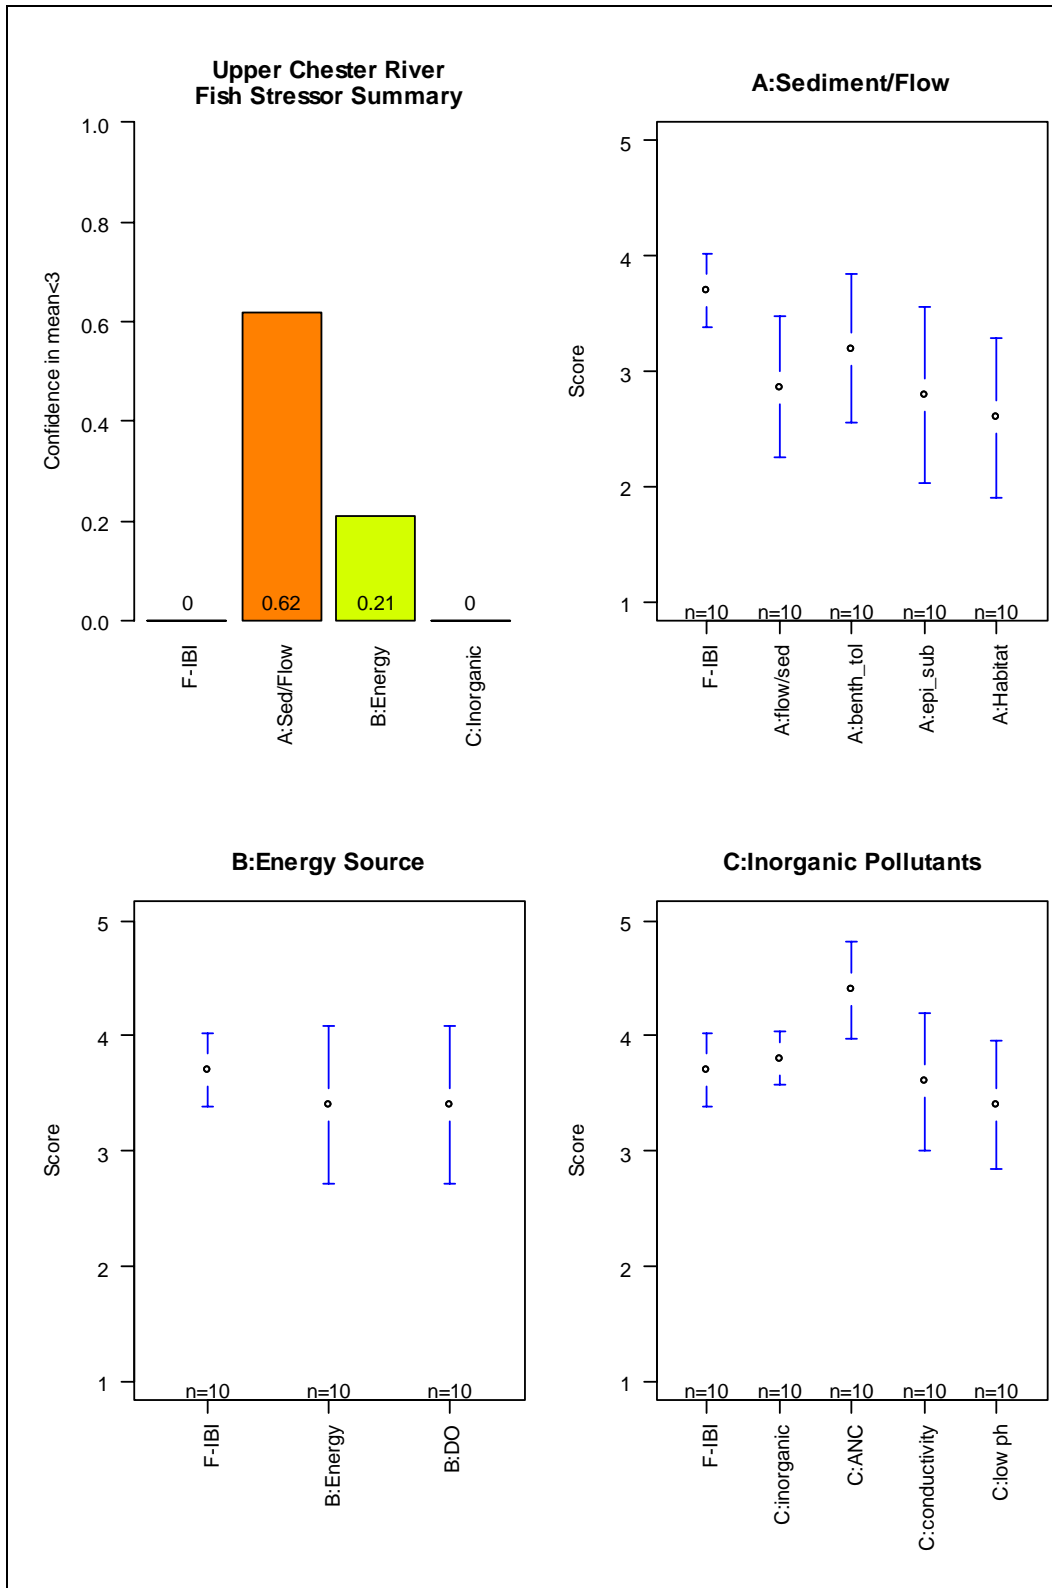 Upper Chester River
Fish Stressor Summary
Confidence in mean<3
1.0
0.8
0.6
0.4
0.2
0.0
0
0.62
0.21
0
F-IBI
A:Sed/Flow
B:Energy
C:Inorganic
A:Sediment/Flow
Score
5
4
3
2
1
n=10
n=10
n=10
n=10
n=10
F-IBI
A:flow/sed
A:benth_tol
A:epi_sub
A:Habitat
B:Energy Source
Score
5
4
3
2
1
n=10
n=10
n=10
F-IBI
B:Energy
B:DO
C:Inorganic Pollutants
Score
5
4
3
2
1
n=10
n=10
n=10
n=10
n=10
F-IBI
C:inorganic
C:ANC
C:conductivity
C:low ph